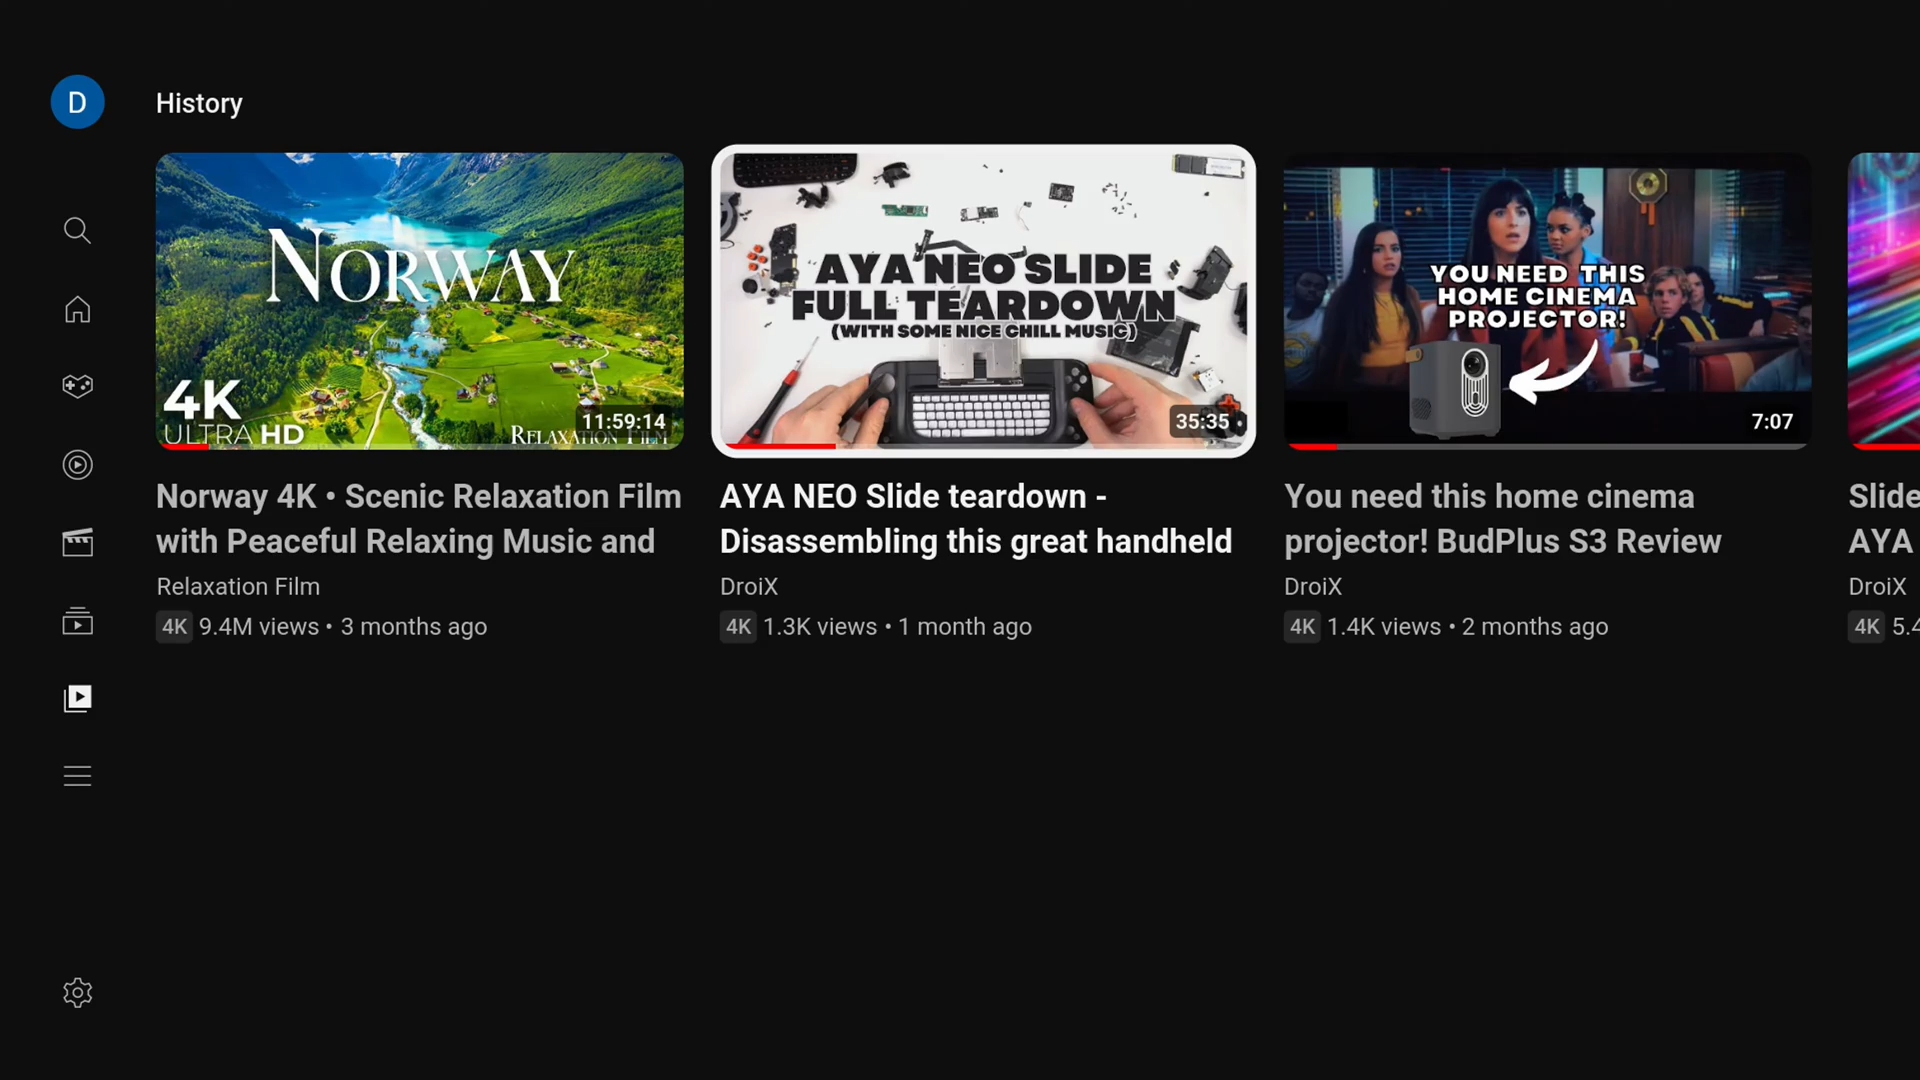 D
History
NORWAY
4K
ULTRA HD
RELAXATION FILM
11:59:14
AYA NEO SLIDE
FULL TEARDOWN
(WITH SOME NICE CHILL MUSIC)
35:35
YOU NEED THIS
HOME CINEMA
PROJECTOR!
7:07
Norway 4K • Scenic Relaxation Film
with Peaceful Relaxing Music and
Relaxation Film
4K 9.4M views • 3 months ago
AYA NEO Slide teardown -
Disassembling this great handheld
DroiX
4K 1.3K views • 1 month ago
You need this home cinema
projector! BudPlus S3 Review
DroiX
4K 1.4K views • 2 months ago
Slide
AYA
DroiX
4K 5.4